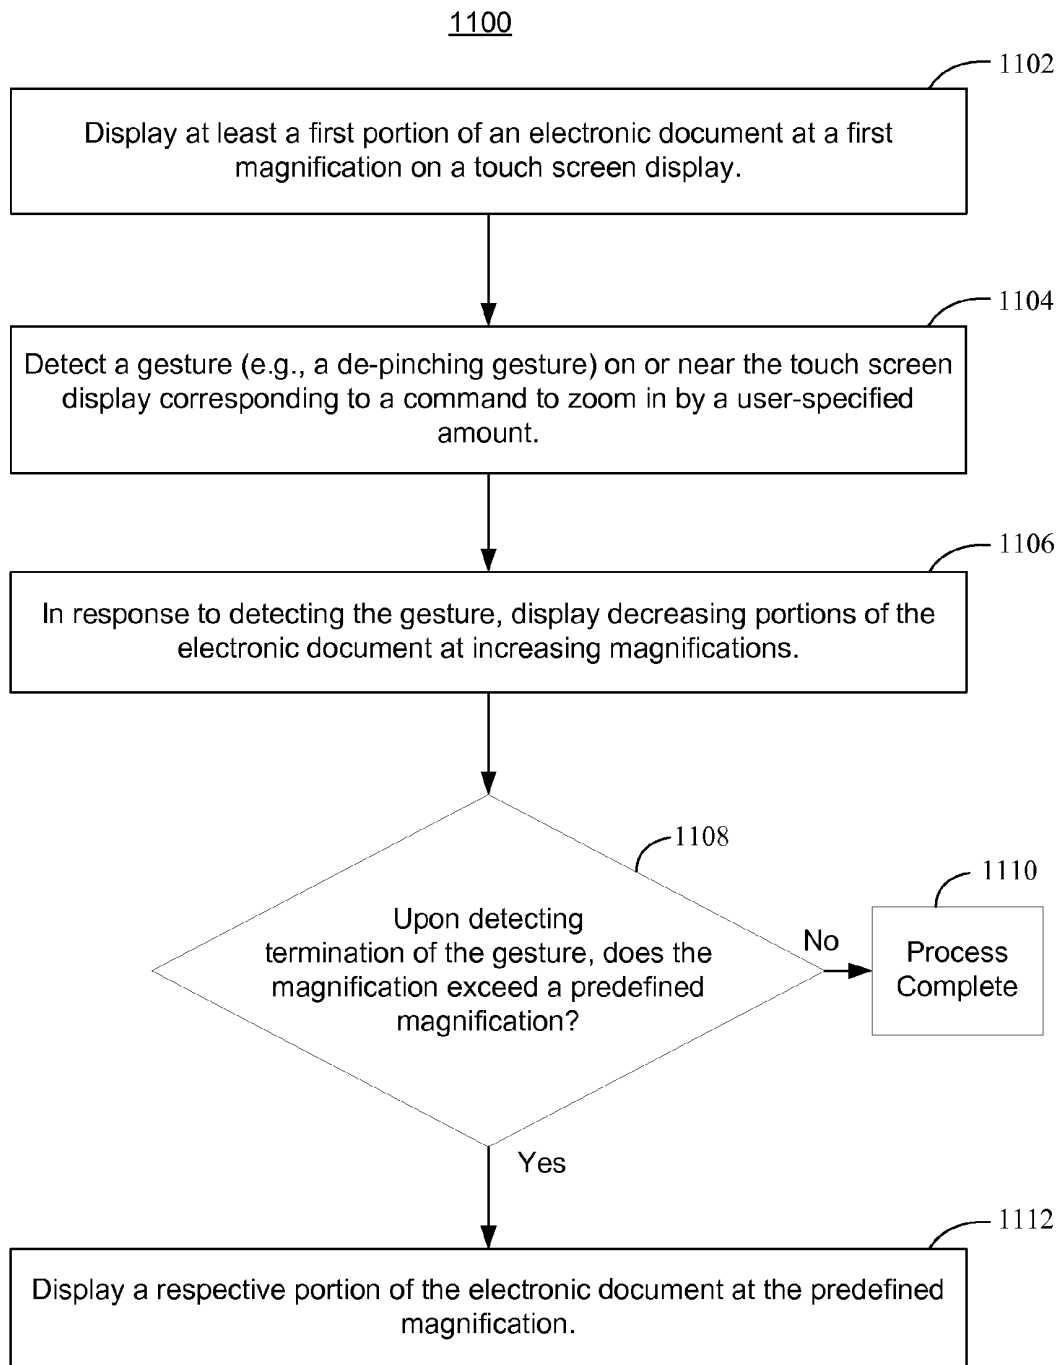 1100
1102
Display at least a first portion of an electronic document at a first
magnification on a touch screen display.
1104
Detect a gesture (e.g., a de-pinching gesture) on or near the touch screen
display corresponding to a command to zoom in by a user-specified
amount.
1106
In response to detecting the gesture, display decreasing portions of the
electronic document at increasing magnifications.
1108
Upon detecting
termination of the gesture, does the
magnification exceed a predefined
magnification?
No
1110
Process
Complete
Yes
1112
Display a respective portion of the electronic document at the predefined
magnification.